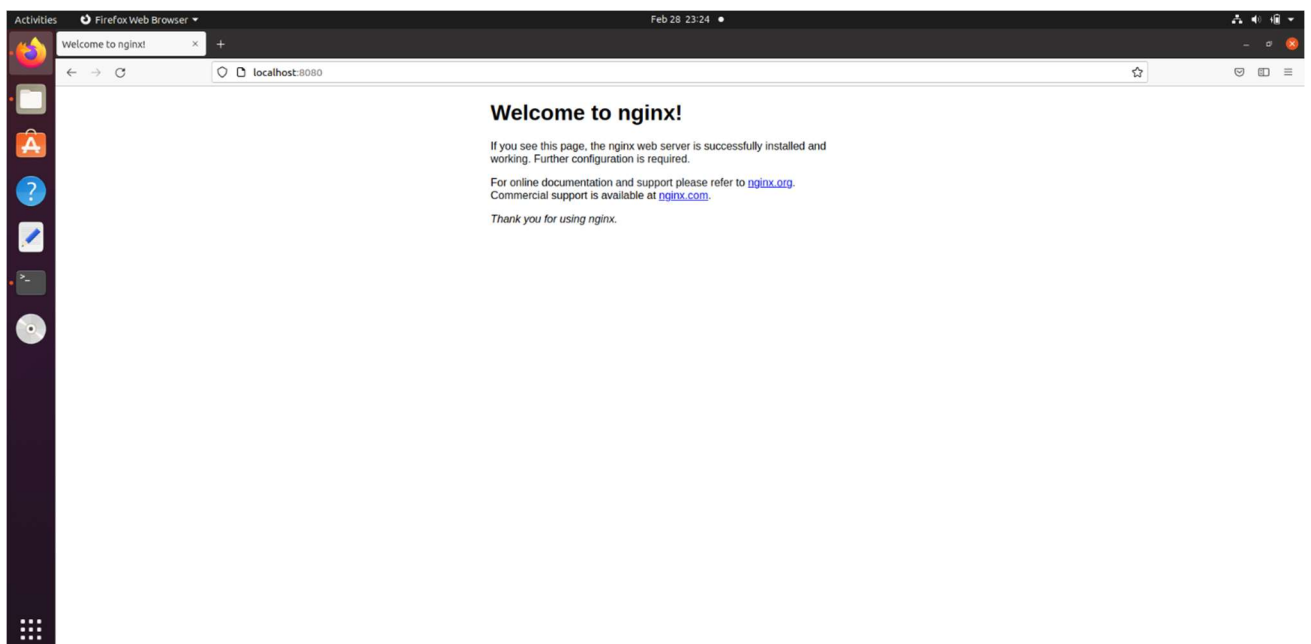 Activities Firefox Web Browser Feb 28 23:24
Welcome to nginx!
localhost:8080
Welcome to nginx!
If you see this page, the nginx web server is successfully installed and
working. Further configuration is required.
For online documentation and support please refer to nginx.org.
Commercial support is available at nginx.com.
Thank you for using nginx.